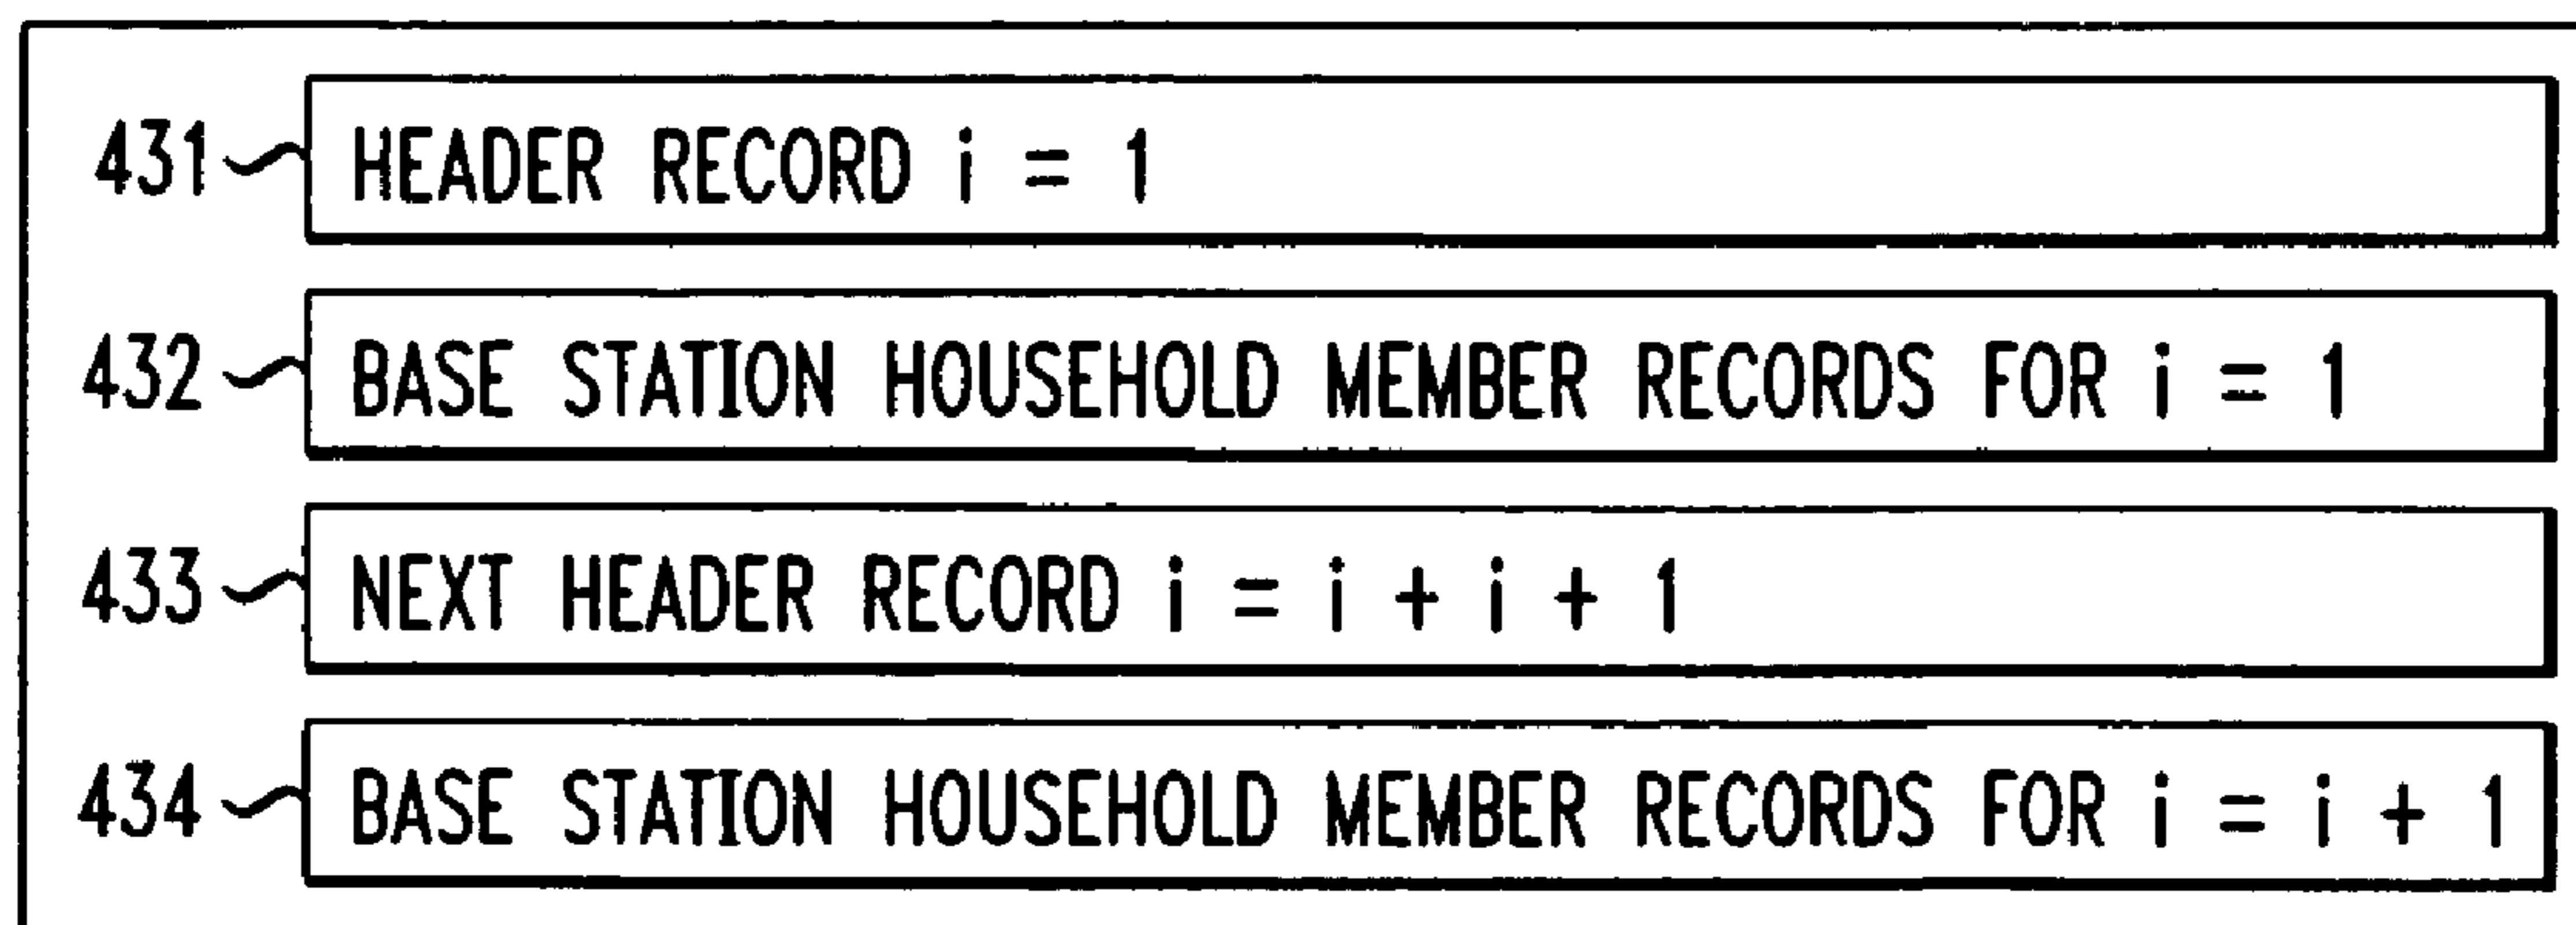 431 HEADER RECORD i = 1
432 BASE STATION HOUSEHOLD MEMBER RECORDS FOR i = 1
433 NEXT HEADER RECORD i = i + i + 1
434 BASE STATION HOUSEHOLD MEMBER RECORDS FOR i = i + 1